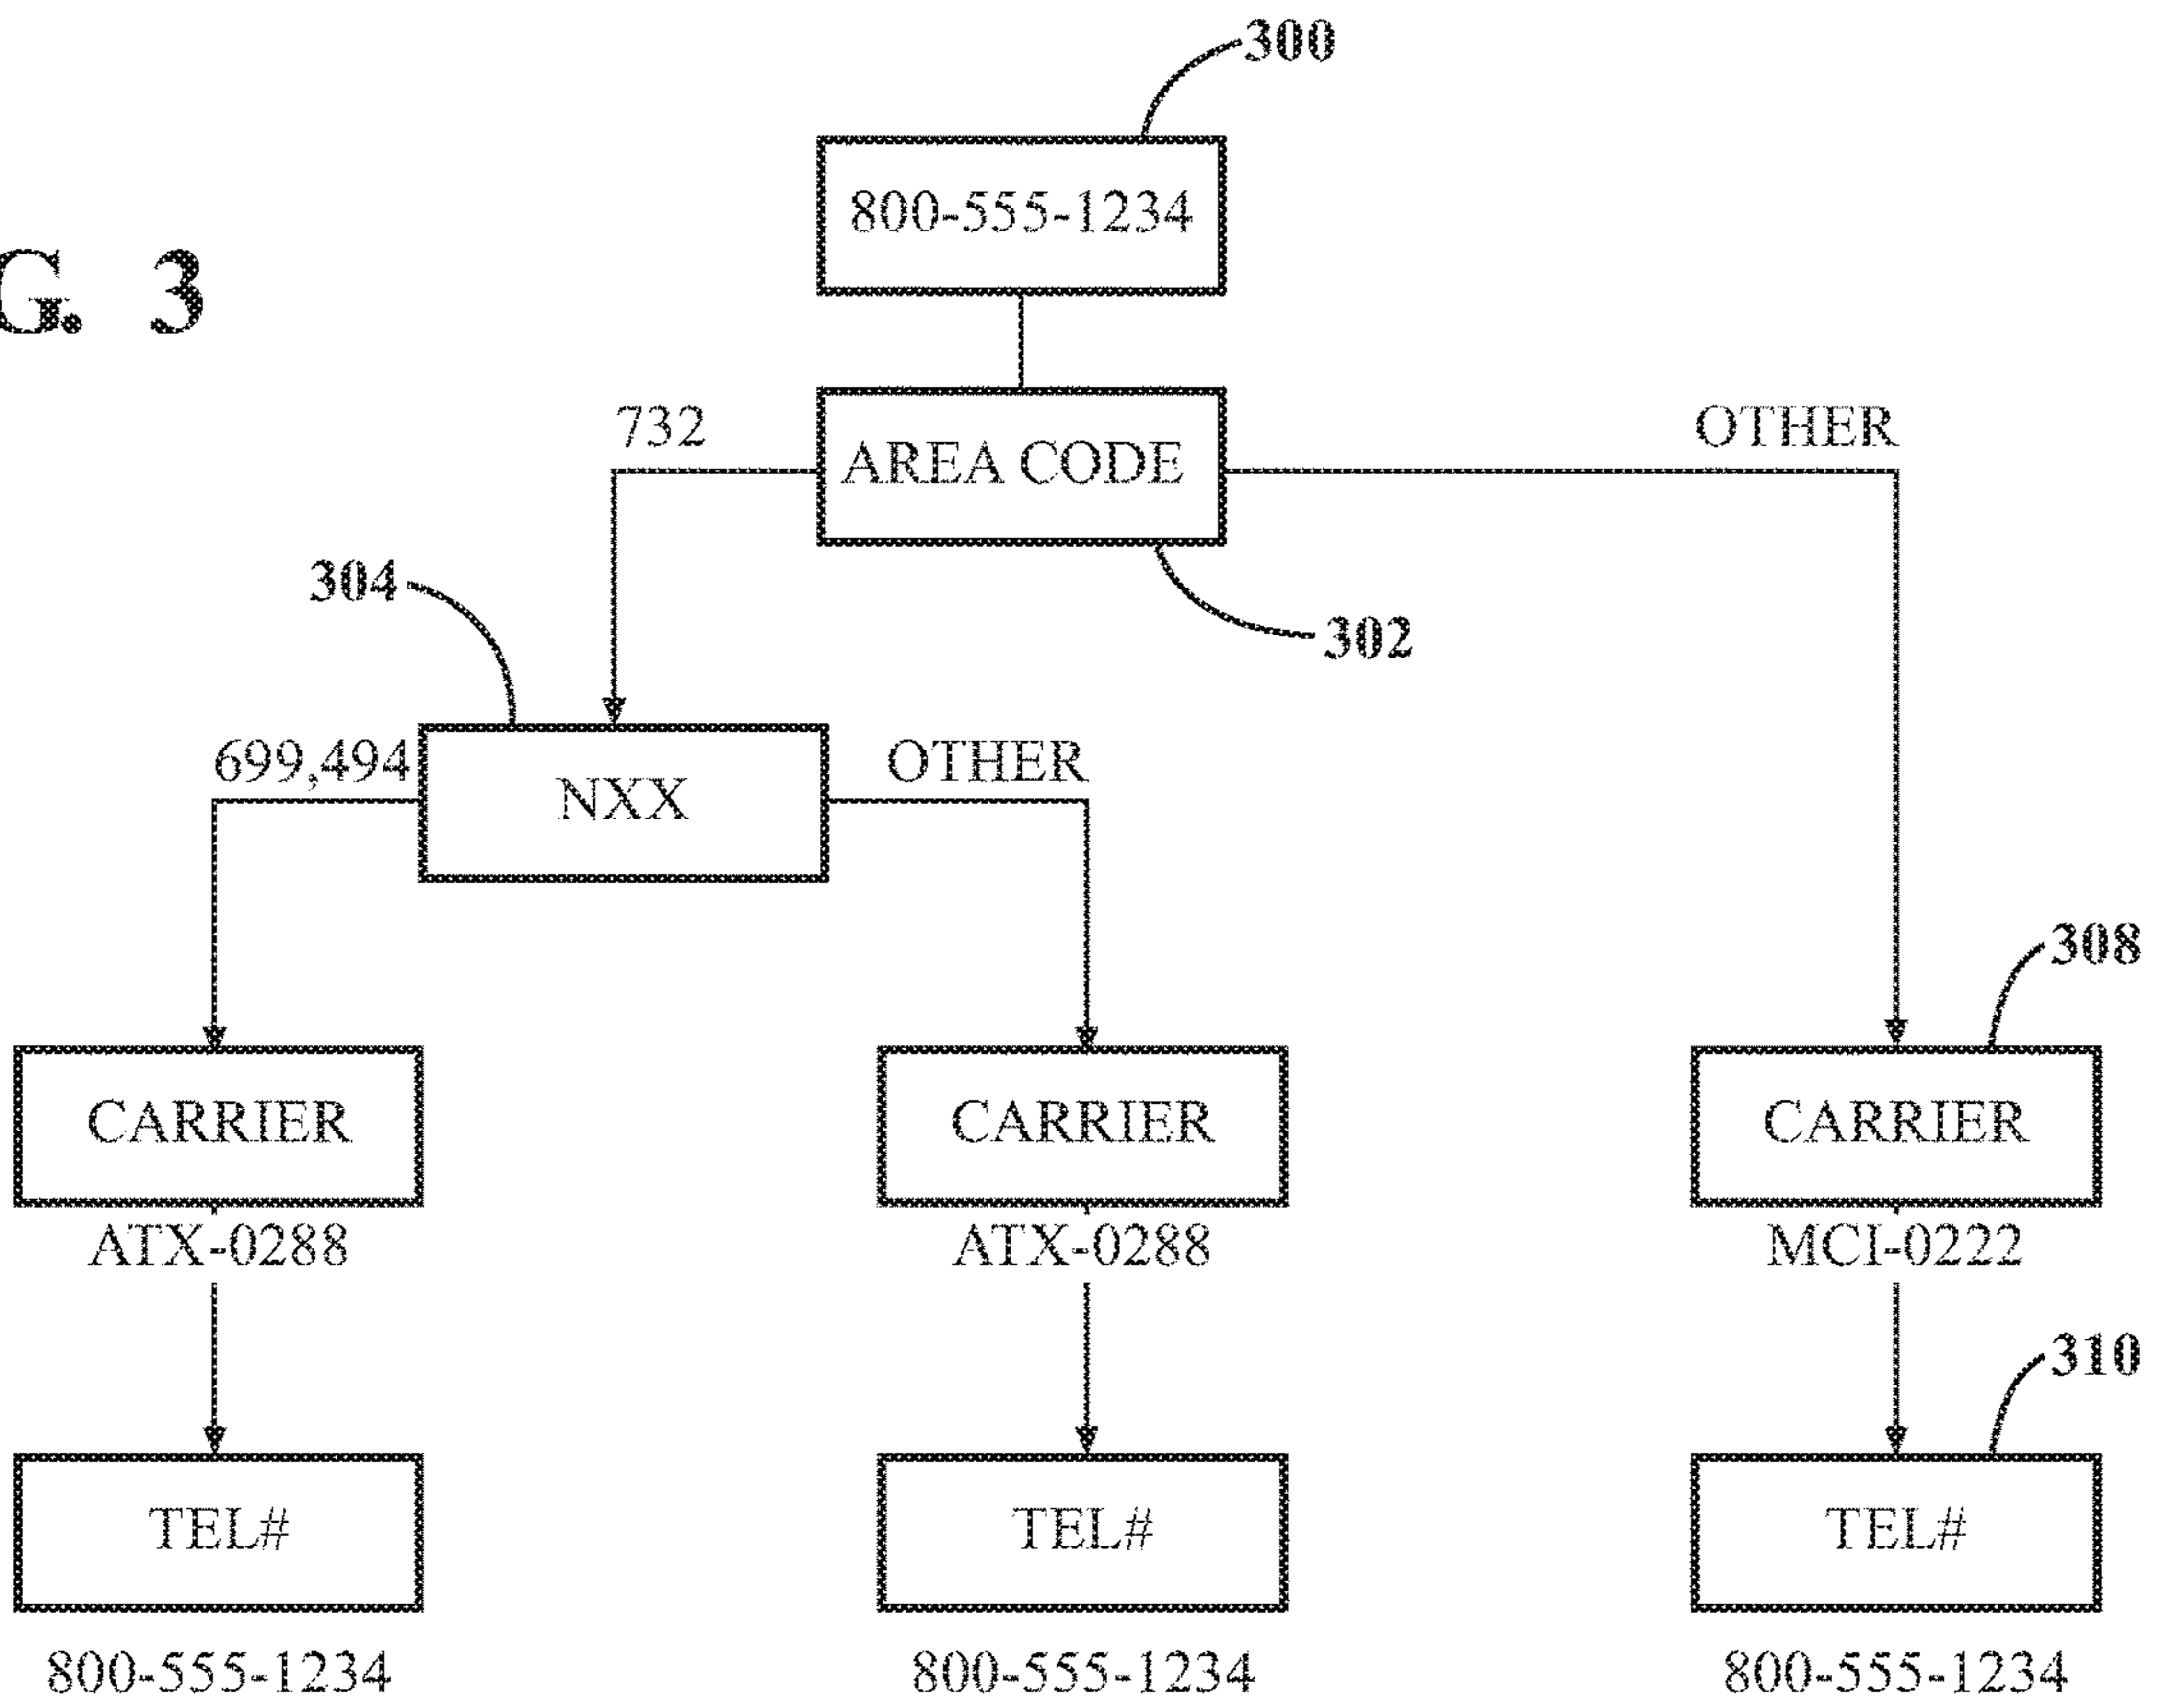 300
800-555-1234
G. 3
732
AREA CODE
OTHER
304
302
699,494
NXX
OTHER
308
CARRIER
CARRIER
CARRIER
ATX-0288
ATX-0288
MCI-0222
310
TEL#
TEL#
TEL#
800-555-1234
800-555-1234
800-555-1234